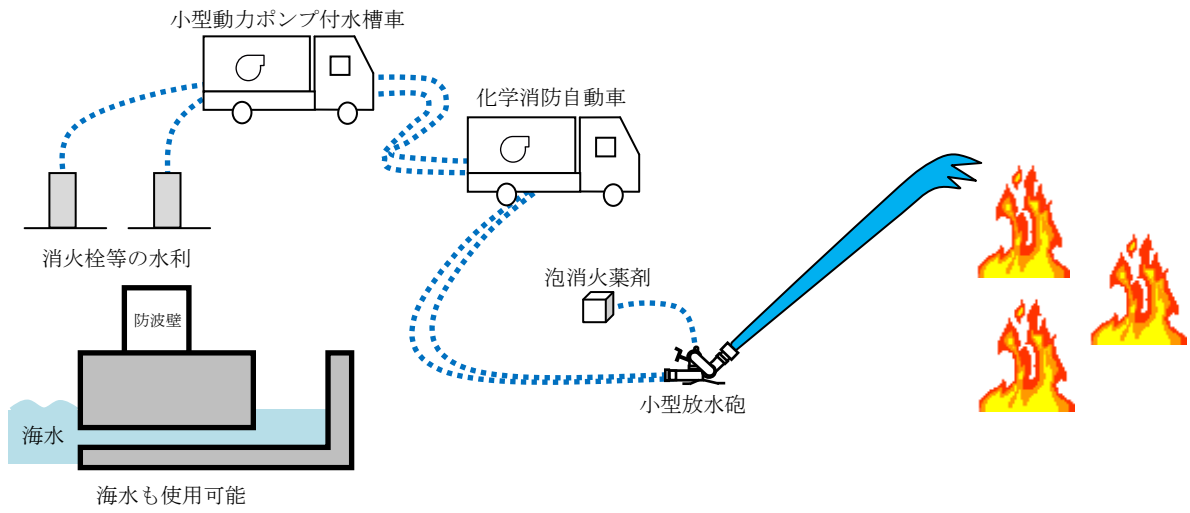 小型動力ポンプ付水槽車
化学消防自動車
消火栓等の水利
泡消火薬剤
防波壁
小型放水砲
海水
海水も使用可能